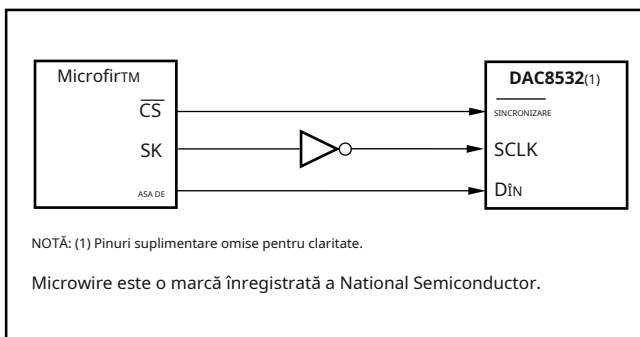 Microfir™
DAC8532(1)
CS
SINCRONIZARE
SK
SCLK
ASA DE
DÎN
NOTĂ: (1) Pinuri suplimentare omise pentru claritate.
Microwire este o marcă înregistrată a National Semiconductor.